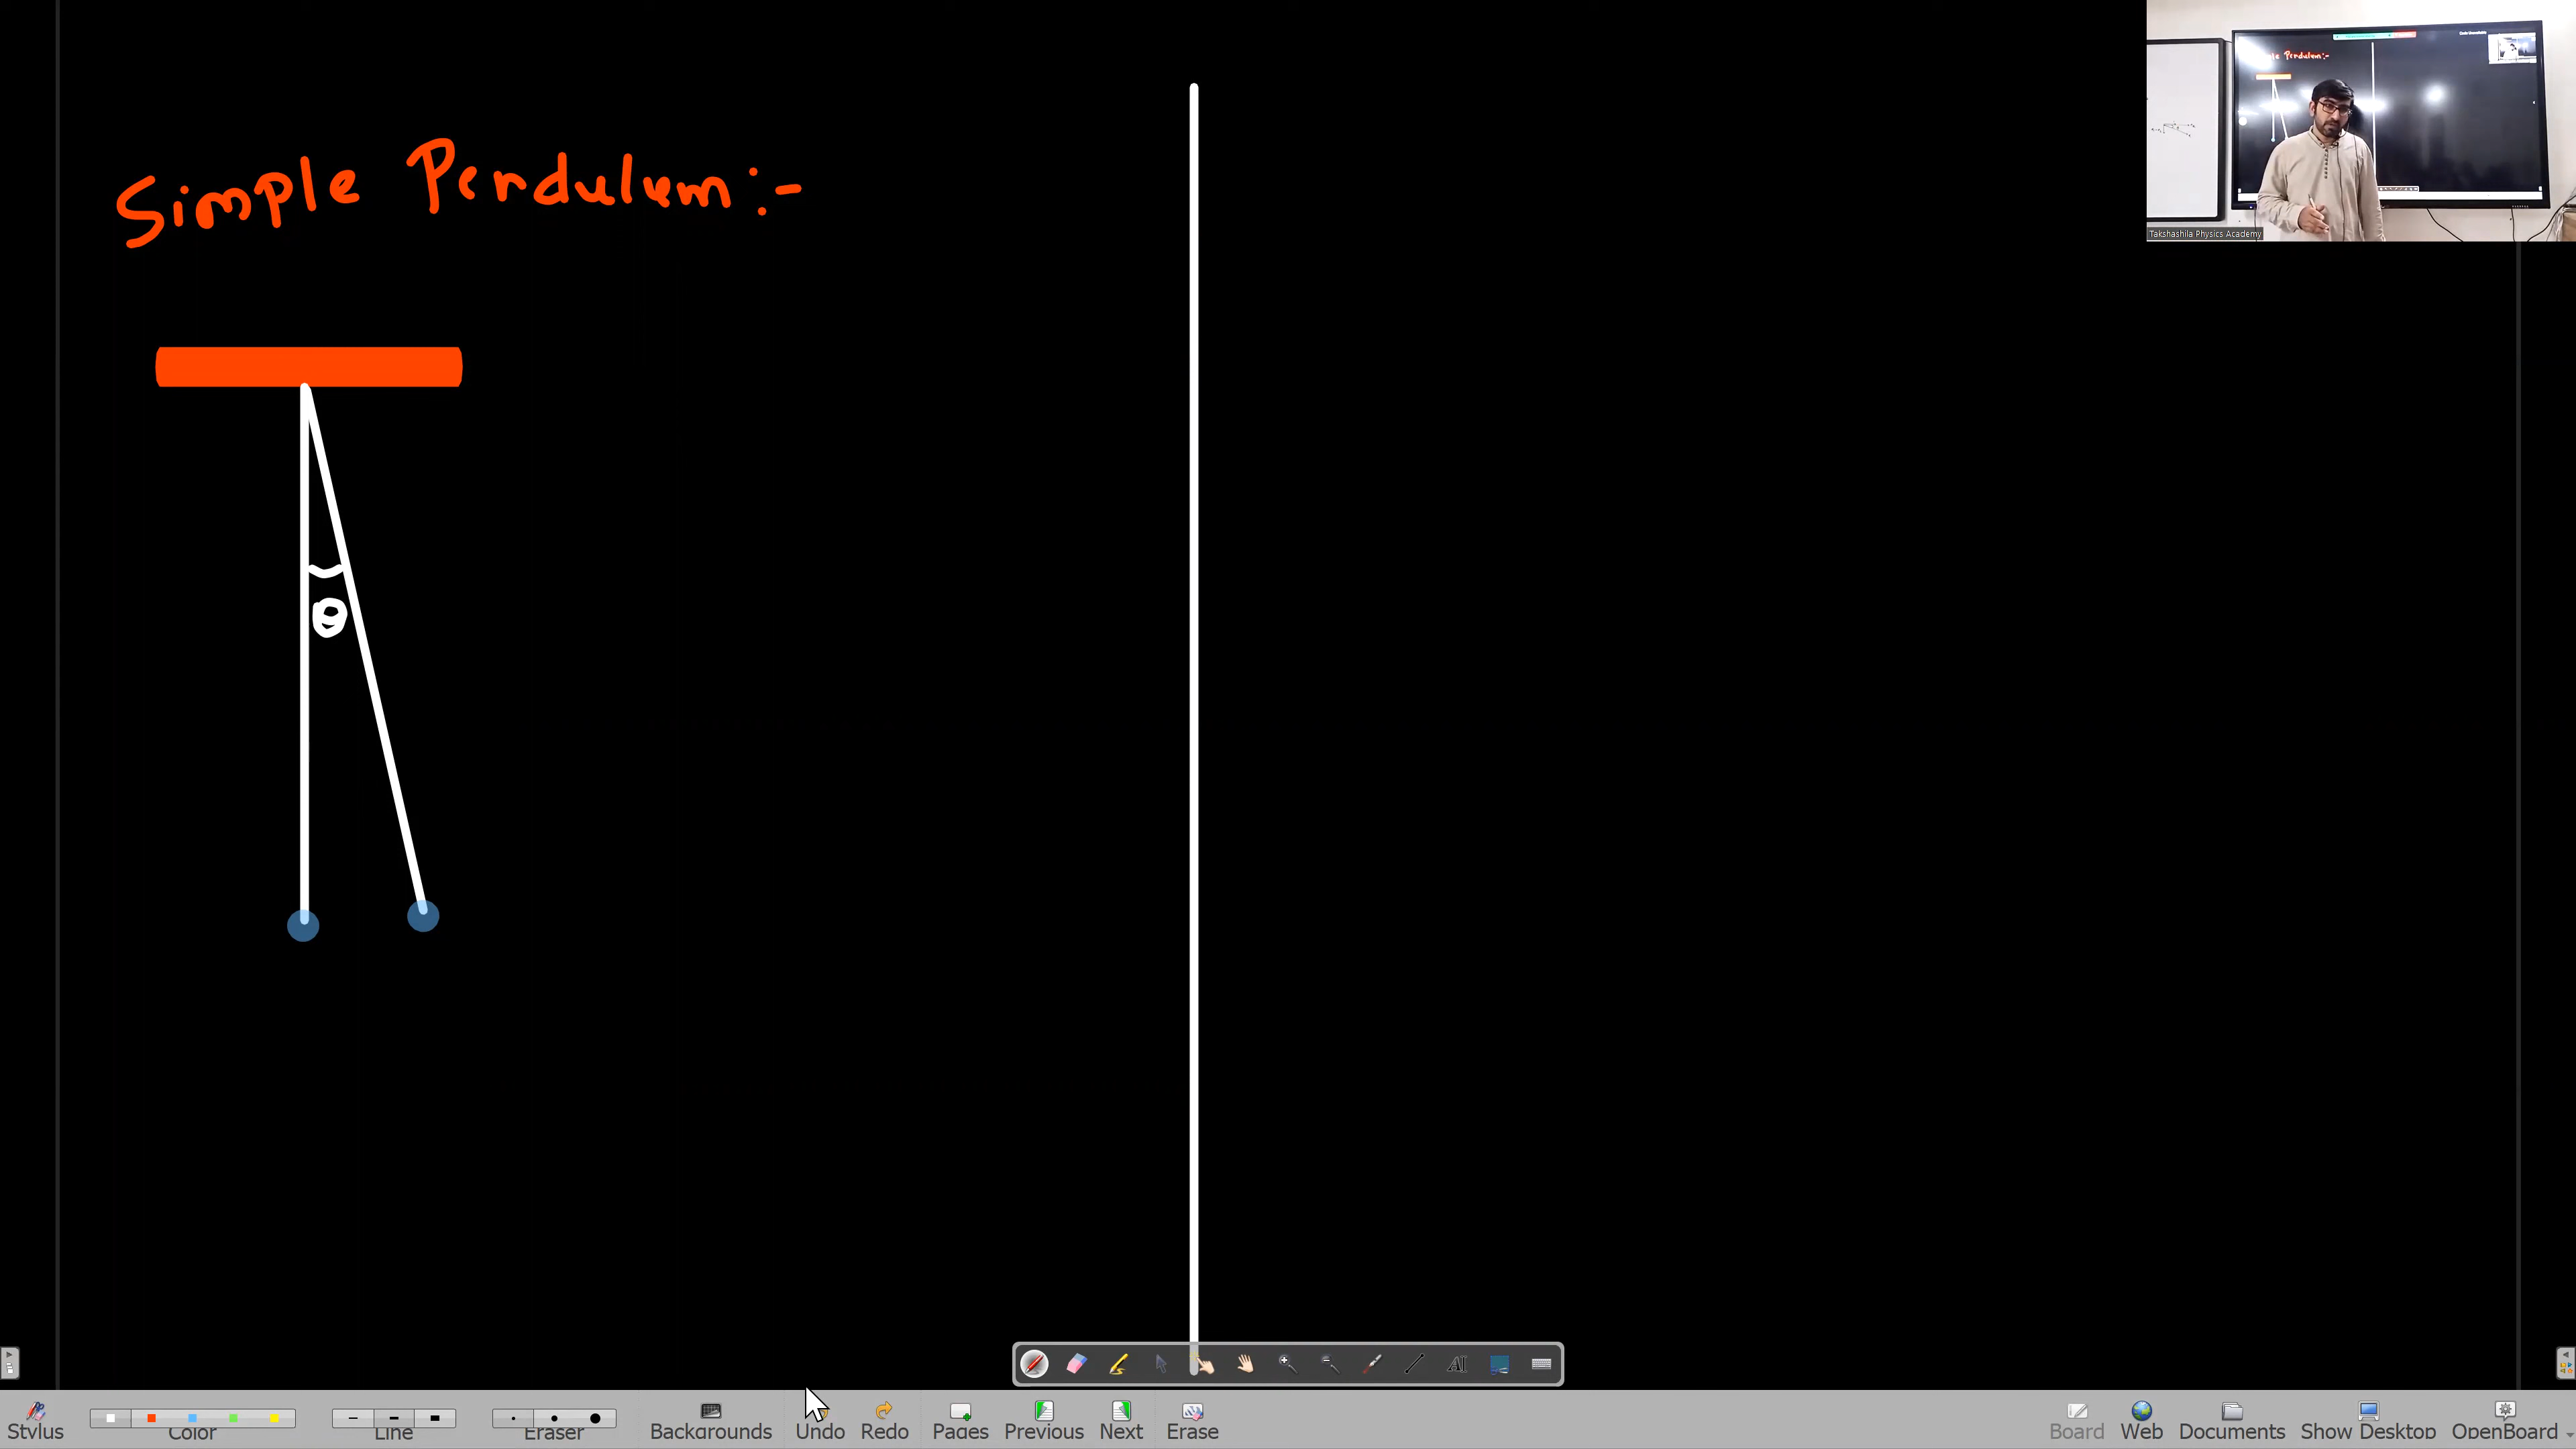 Simple Pendulum:-
θ
Takshashila Physics Academy
Stylus
Color
Line
Eraser
Backgrounds
Undo
Redo
Pages
Previous
Next
Erase
Board
Web
Documents
Show Desktop
OpenBoard